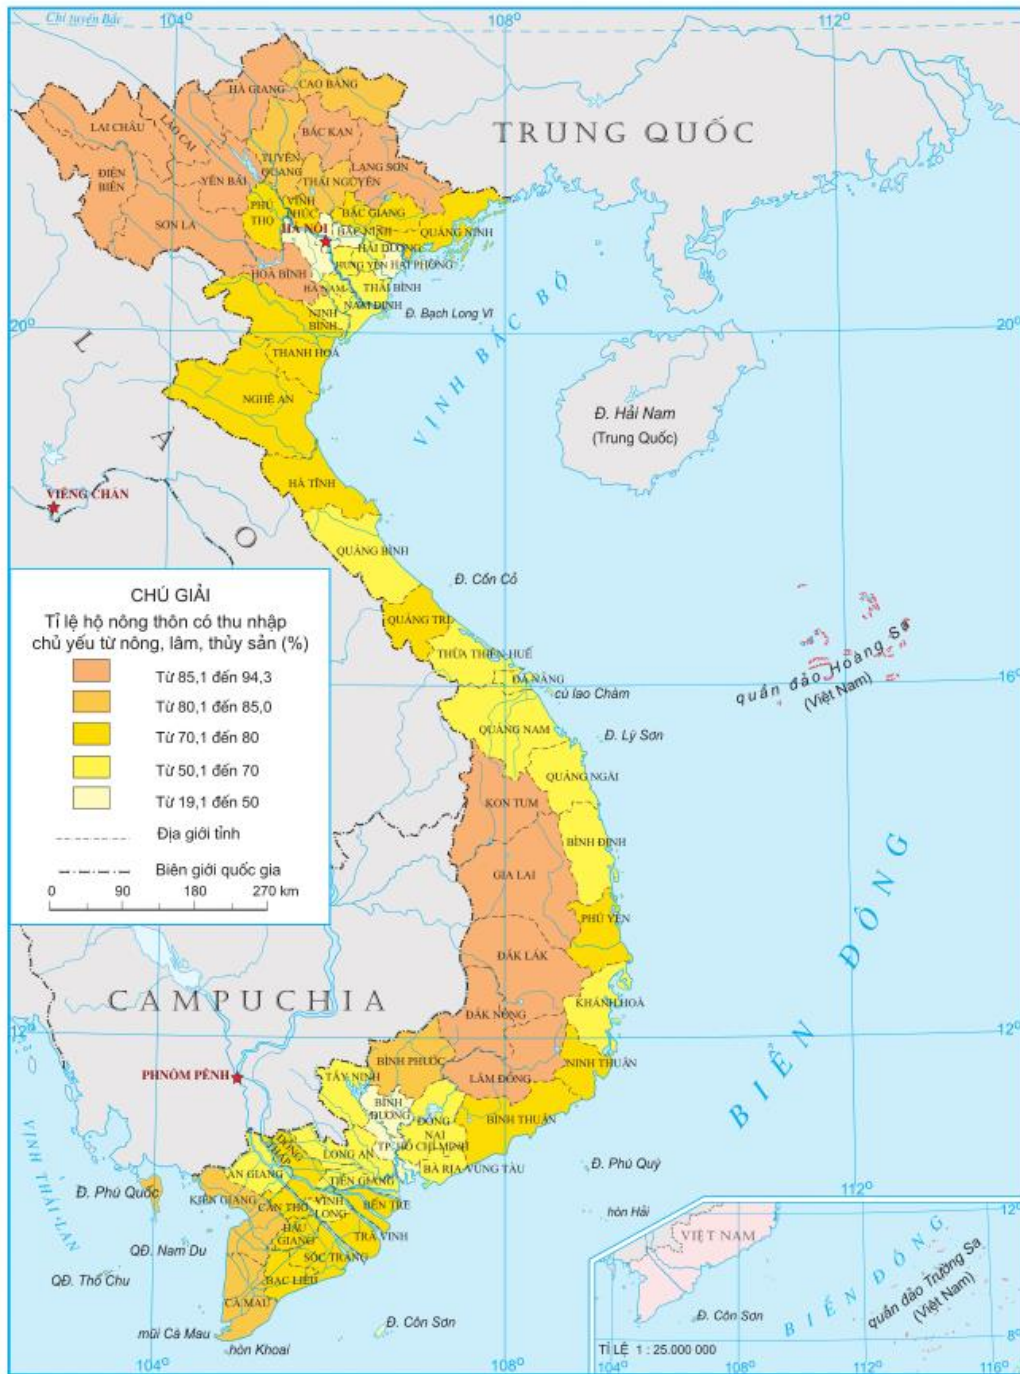 Chí tuyến Bắc
104°
108°
112°
TRUNG QUỐC
HÀ GIANG
CAO BẰNG
LAI CHÂU
LÀO CAI
BẮC KẠN
ĐIỆN
BIÊN
TUYÊN
QUANG
LẠNG SƠN
YÊN BÁI
THÁI NGUYÊN
PHÚ
THỌ
VĨNH
PHÚC
BẮC GIANG
SƠN LA
HÀ NỘI
BẮC NINH
QUẢNG NINH
HẢI DƯƠNG
HƯNG YÊN
HẢI PHÒNG
HOÀ BÌNH
HÀ NAM
THÁI BÌNH
NAM ĐỊNH
NINH
BÌNH
Đ. Bạch Long Vĩ
20°
20°
THANH HOÁ
VỊNH BẮC BỘ
LÀO
NGHỆ AN
Đ. Hải Nam
(Trung Quốc)
HÀ TĨNH
VIÊNG CHĂN
QUẢNG BÌNH
Đ. Cồn Cỏ
QUẢNG TRỊ
THỪA THIÊN HUẾ
ĐÀ NẴNG
16°
16°
cù lao Chàm
quần đảo Hoàng Sa
(Việt Nam)
QUẢNG NAM
Đ. Lý Sơn
QUẢNG NGÃI
KON TUM
BÌNH ĐỊNH
GIA LAI
PHÚ YÊN
ĐẮK LẮK
BIỂN ĐÔNG
CHÚ GIẢI
Tỉ lệ hộ nông thôn có thu nhập
chủ yếu từ nông, lâm, thủy sản (%)
Từ 85,1 đến 94,3
Từ 80,1 đến 85,0
Từ 70,1 đến 80
Từ 50,1 đến 70
Từ 19,1 đến 50
Địa giới tỉnh
Biên giới quốc gia
0 90 180 270 km
CAMPUCHIA
KHÁNH HOÀ
ĐẮK NÔNG
12°
12°
BÌNH PHƯỚC
NINH THUẬN
PHNÔM PÊNH
TÂY NINH
LÂM ĐỒNG
BÌNH
DƯƠNG
ĐỒNG
NAI
BÌNH THUẬN
TP. HỒ CHÍ MINH
VỊNH THÁI LAN
ĐỒNG
THÁP
LONG AN
BÀ RỊA VŨNG TÀU
Đ. Phú Quý
AN GIANG
TIỀN GIANG
Đ. Phú Quốc
KIÊN GIANG
CẦN THƠ
VĨNH
LONG
BẾN TRE
HẬU
GIANG
TRÀ VINH
QĐ. Nam Du
SÓC TRĂNG
QĐ. Thổ Chu
BẠC LIÊU
CÀ MAU
mũi Cà Mau
Đ. Côn Sơn
hòn Khoai
104°
108°
112°
hòn Hải
12°
VIỆT NAM
BIỂN ĐÔNG
quần đảo Trường Sa
(Việt Nam)
Đ. Côn Sơn
8°
TỈ LỆ 1 : 25.000 000
104°
108°
112°
116°